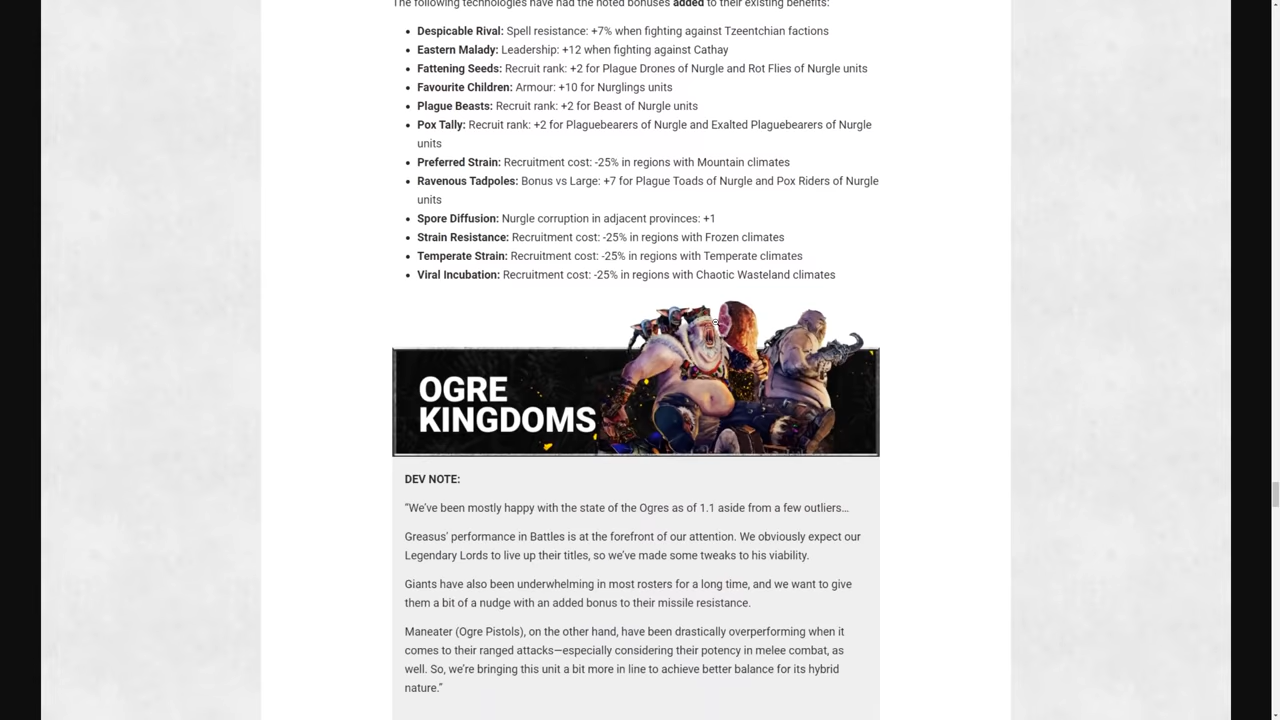 The following technologies have had the noted bonuses added to their existing benefits:
• Despicable Rival: Spell resistance: +7% when fighting against Tzeentchian factions
• Eastern Malady: Leadership: +12 when fighting against Cathay
• Fattening Seeds: Recruit rank: +2 for Plague Drones of Nurgle and Rot Flies of Nurgle units
• Favourite Children: Armour: +10 for Nurglings units
• Plague Beasts: Recruit rank: +2 for Beast of Nurgle units
• Pox Tally: Recruit rank: +2 for Plaguebearers of Nurgle and Exalted Plaguebearers of Nurgle
units
• Preferred Strain: Recruitment cost: -25% in regions with Mountain climates
• Ravenous Tadpoles: Bonus vs Large: +7 for Plague Toads of Nurgle and Pox Riders of Nurgle
units
• Spore Diffusion: Nurgle corruption in adjacent provinces: +1
• Strain Resistance: Recruitment cost: -25% in regions with Frozen climates
• Temperate Strain: Recruitment cost: -25% in regions with Temperate climates
• Viral Incubation: Recruitment cost: -25% in regions with Chaotic Wasteland climates
OGRE
KINGDOMS
DEV NOTE:
“We’ve been mostly happy with the state of the Ogres as of 1.1 aside from a few outliers…
Greasus’ performance in Battles is at the forefront of our attention. We obviously expect our
Legendary Lords to live up their titles, so we’ve made some tweaks to his viability.
Giants have also been underwhelming in most rosters for a long time, and we want to give
them a bit of a nudge with an added bonus to their missile resistance.
Maneater (Ogre Pistols), on the other hand, have been drastically overperforming when it
comes to their ranged attacks—especially considering their potency in melee combat, as
well. So, we’re bringing this unit a bit more in line to achieve better balance for its hybrid
nature.”